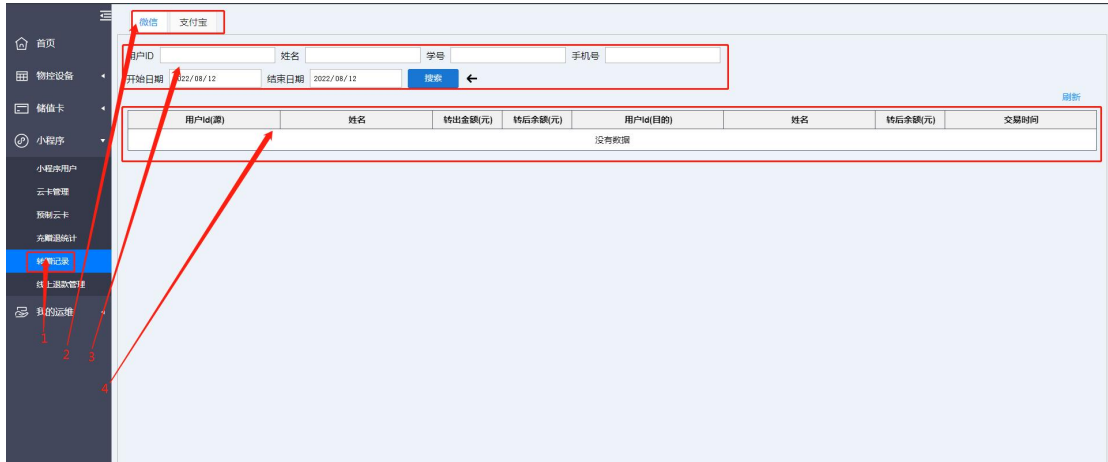 微信 支付宝
首页
用户ID 姓名 学号 手机号
物控设备
开始日期 2022/08/12 结束日期 2022/08/12 搜索
刷新
储值卡
用户Id(源) 姓名 转出金额(元) 转后余额(元) 用户Id(目的) 姓名 转后余额(元) 交易时间
没有数据
小程序
小程序用户
云卡管理
预制云卡
充赠退统计
转赠记录
线上退款管理
我的运维
1
2 3
4